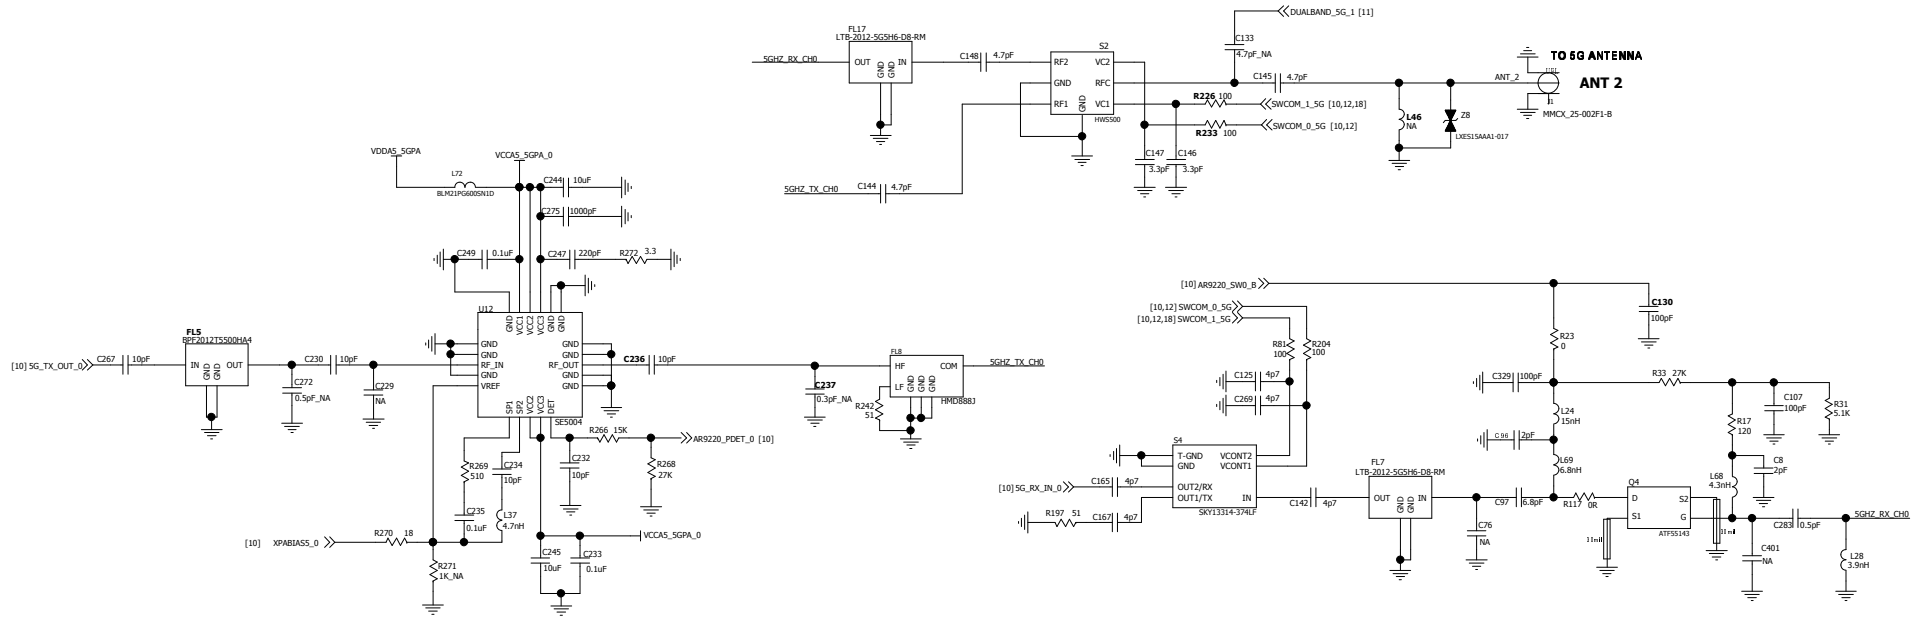 DUALBAND_5G_1 [11]
FL17
LTB-2012-5G5H6-D8-RM
OUT
IN
GND
GND
5GHZ_RX_CH0
C148
4.7pF
S2
RF2
GND
RF1
VC2
RFC
VC1
GND
HWS500
C133
4.7pF_NA
C145
4.7pF
R226 100
SWCOM_1_5G [10,12,18]
R233 100
SWCOM_0_5G [10,12]
C147
3.3pF
C146
3.3pF
L46
NA
Z8
LXES15AAA1-017
ANT_2
TO 5G ANTENNA
ANT 2
J1
MMCX_25-002F1-B
5GHZ_TX_CH0
C144
4.7pF
VDDA5_5GPA
VCCA5_5GPA_0
L72
BLM21PG600SN1D
C244
10uF
C275
1000pF
C249
0.1uF
C247
220pF
R272
3.3
U12
GND
VCC1
VCC2
VCC3
GND
GND
GND
GND
RF_IN
GND
VREF
GND
GND
RF_OUT
GND
GND
SP1
SP2
VCC2
VCC3
DET
SE5004
[10] 5G_TX_OUT_0
C267
10pF
FL5
BPF2012T5500HA4
IN
OUT
GND
GND
C272
0.5pF_NA
C230
10pF
C229
NA
C236
10pF
C237
0.3pF_NA
FL8
HF
COM
LF
GND
GND
GND
HMD888J
R242
51
5GHZ_TX_CH0
R266 15K
AR9220_PDET_0 [10]
C232
10pF
R268
27K
R269
510
C234
10pF
C235
0.1uF
L37
4.7nH
[10] XPABIAS5_0
R270 18
R271
1K_NA
VCCA5_5GPA_0
C245
10uF
C233
0.1uF
[10] AR9220_SW0_B
[10,12] SWCOM_0_5G
[10,12,18] SWCOM_1_5G
R81
100
R204
100
C125
4p7
C269
4p7
S4
T-GND
GND
VCONT2
VCONT1
OUT2/RX
OUT1/TX
IN
SKY13314-374LF
[10] 5G_RX_IN_0
C165
4p7
R197 51
C167
4p7
C142
4p7
FL7
LTB-2012-5G5H6-D8-RM
OUT
IN
GND
GND
C76
NA
C97
6.8pF
C130
100pF
R23
0
C329
100pF
R33 27K
L24
15nH
C96
2pF
L69
6.8nH
R17
120
C107
100pF
R31
5.1K
C8
2pF
L68
4.3nH
R117 0R
Q4
D
S1
S2
G
ATF55143
C283
0.5pF
5GHZ_RX_CH0
C401
NA
L28
3.9nH